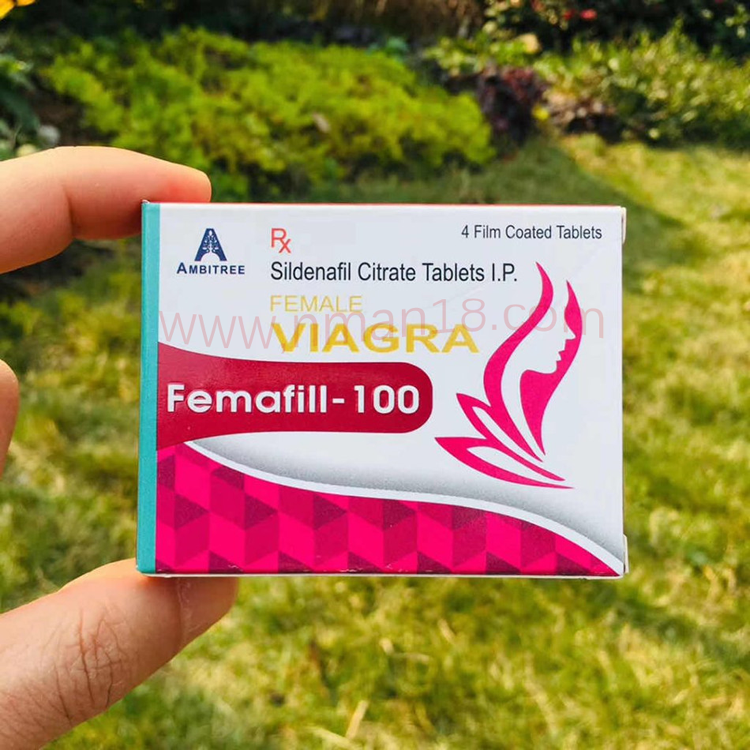 AMBITREE
Rx
4 Film Coated Tablets
Sildenafil Citrate Tablets I.P.
FEMALE
www.nman18.com
VIAGRA
Femafill-100